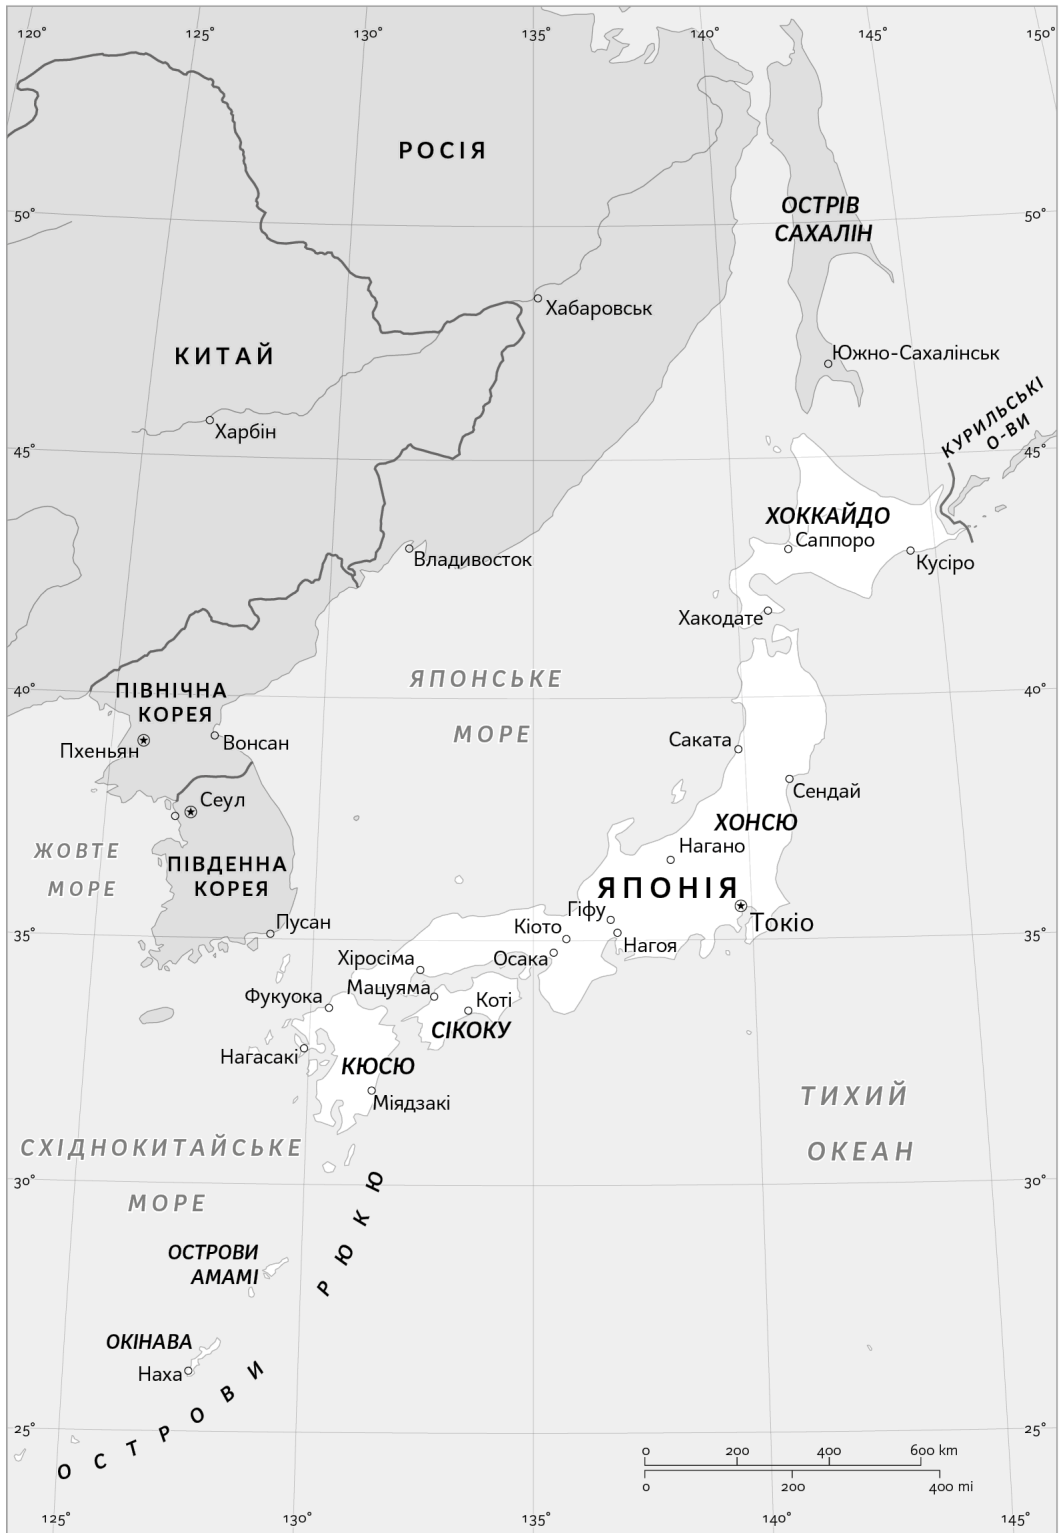 120° 125° 130° 135° 140° 145° 150°
РОСІЯ
ОСТРІВ
САХАЛІН
50° 50°
Хабаровськ
КИТАЙ
Южно-Сахалінськ
КУРИЛЬСЬКІ
О-ВИ
Харбін
45° 45°
ХОККАЙДО
Саппоро
Владивосток
Кусіро
Хакодате
ЯПОНСЬКЕ
МОРЕ
40° 40°
ПІВНІЧНА
КОРЕЯ
Пхеньян
Вонсан
Саката
Сендай
Сеул
ХОНСЮ
Нагано
ЖОВТЕ
МОРЕ
ПІВДЕННА
КОРЕЯ
ЯПОНІЯ
Гіфу
Токіо
Пусан
Кіото
35° 35°
Нагоя
Хіросіма
Осака
Мацуяма
Фукуока
Коті
СІКОКУ
Нагасакі
КЮСЮ
Міядзакі
ТИХИЙ
ОКЕАН
СХІДНОКИТАЙСЬКЕ
МОРЕ
30° 30°
ОСТРОВИ
АМАМІ
ОКІНАВА
Наха
ОСТРОВИ РЮКЮ
25° 25°
0 200 400 600 km
0 200 400 mi
125° 130° 135° 140° 145°